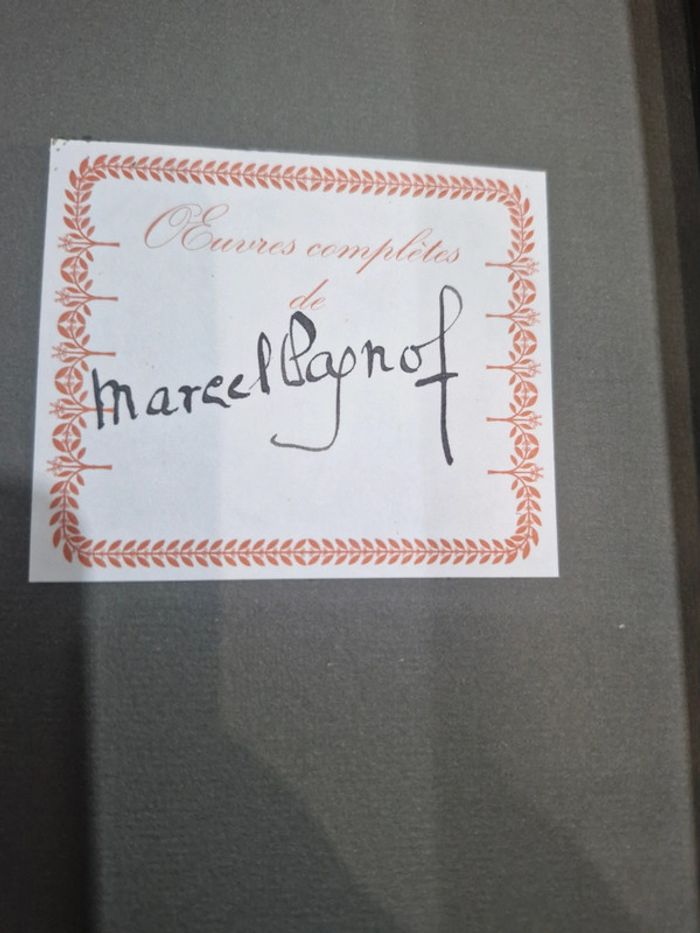 Œuvres complètes
de
Marcel Pagnol